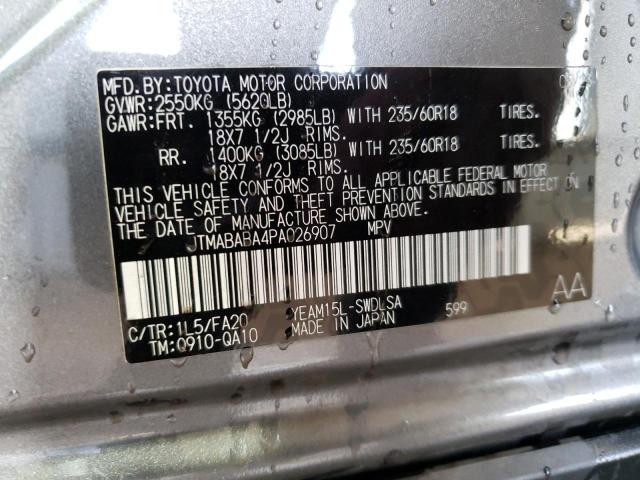 MFD.BY:TOYOTA MOTOR CORPORATION
GVWR:2550KG (5620LB)
GAWR:FRT. 1355KG (2985LB) WITH 235/60R18 TIRES.
18X7 1/2J RIMS.
RR. 1400KG (3085LB) WITH 235/60R18 TIRES.
18X7 1/2J RIMS.
THIS VEHICLE CONFORMS TO ALL APPLICABLE FEDERAL MOTOR
VEHICLE SAFETY AND THEFT PREVENTION STANDARDS IN EFFECT ON
THE DATE OF MANUFACTURE SHOWN ABOVE.
JTMABABA4PA026907 MPV
C/TR:1L5/FA20 YEAM15L-SWDLSA AA
TM:Q910-QA10 MADE IN JAPAN 599